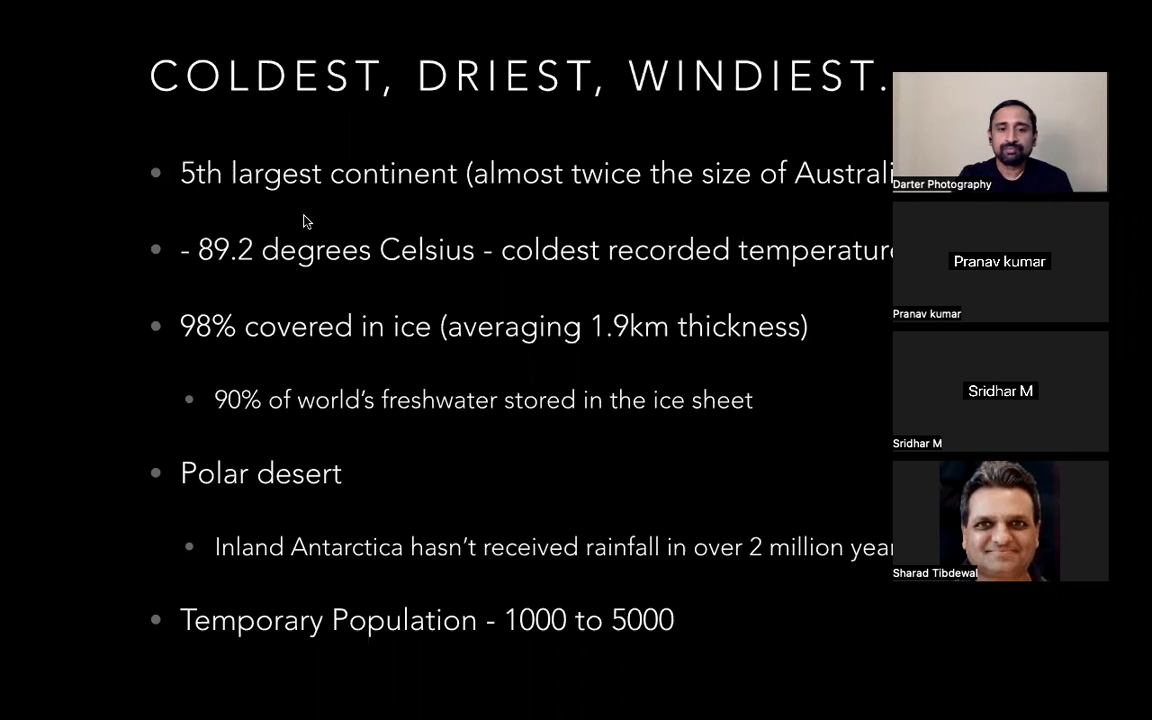 COLDEST, DRIEST, WINDIEST.
5th largest continent (almost twice the size of Australi
- 89.2 degrees Celsius - coldest recorded temperature
98% covered in ice (averaging 1.9km thickness)
90% of world's freshwater stored in the ice sheet
Polar desert
Inland Antarctica hasn't received rainfall in over 2 million year
Temporary Population - 1000 to 5000
Darter Photography
Pranav kumar
Pranav kumar
Sridhar M
Sridhar M
Sharad Tibdewal